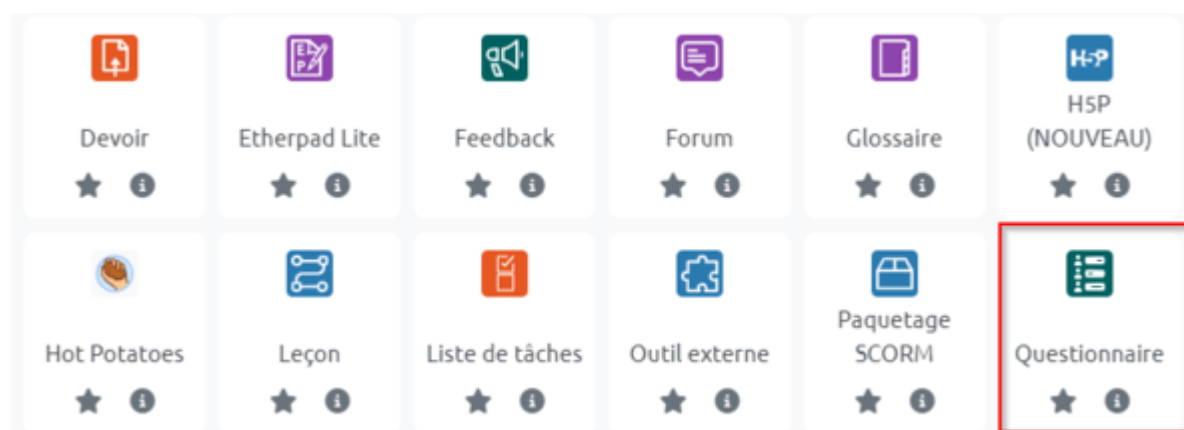 Devoir
Etherpad Lite
Feedback
Forum
Glossaire
H5P
H5P
(NOUVEAU)
Hot Potatoes
Leçon
Liste de tâches
Outil externe
Paquetage
SCORM
Questionnaire